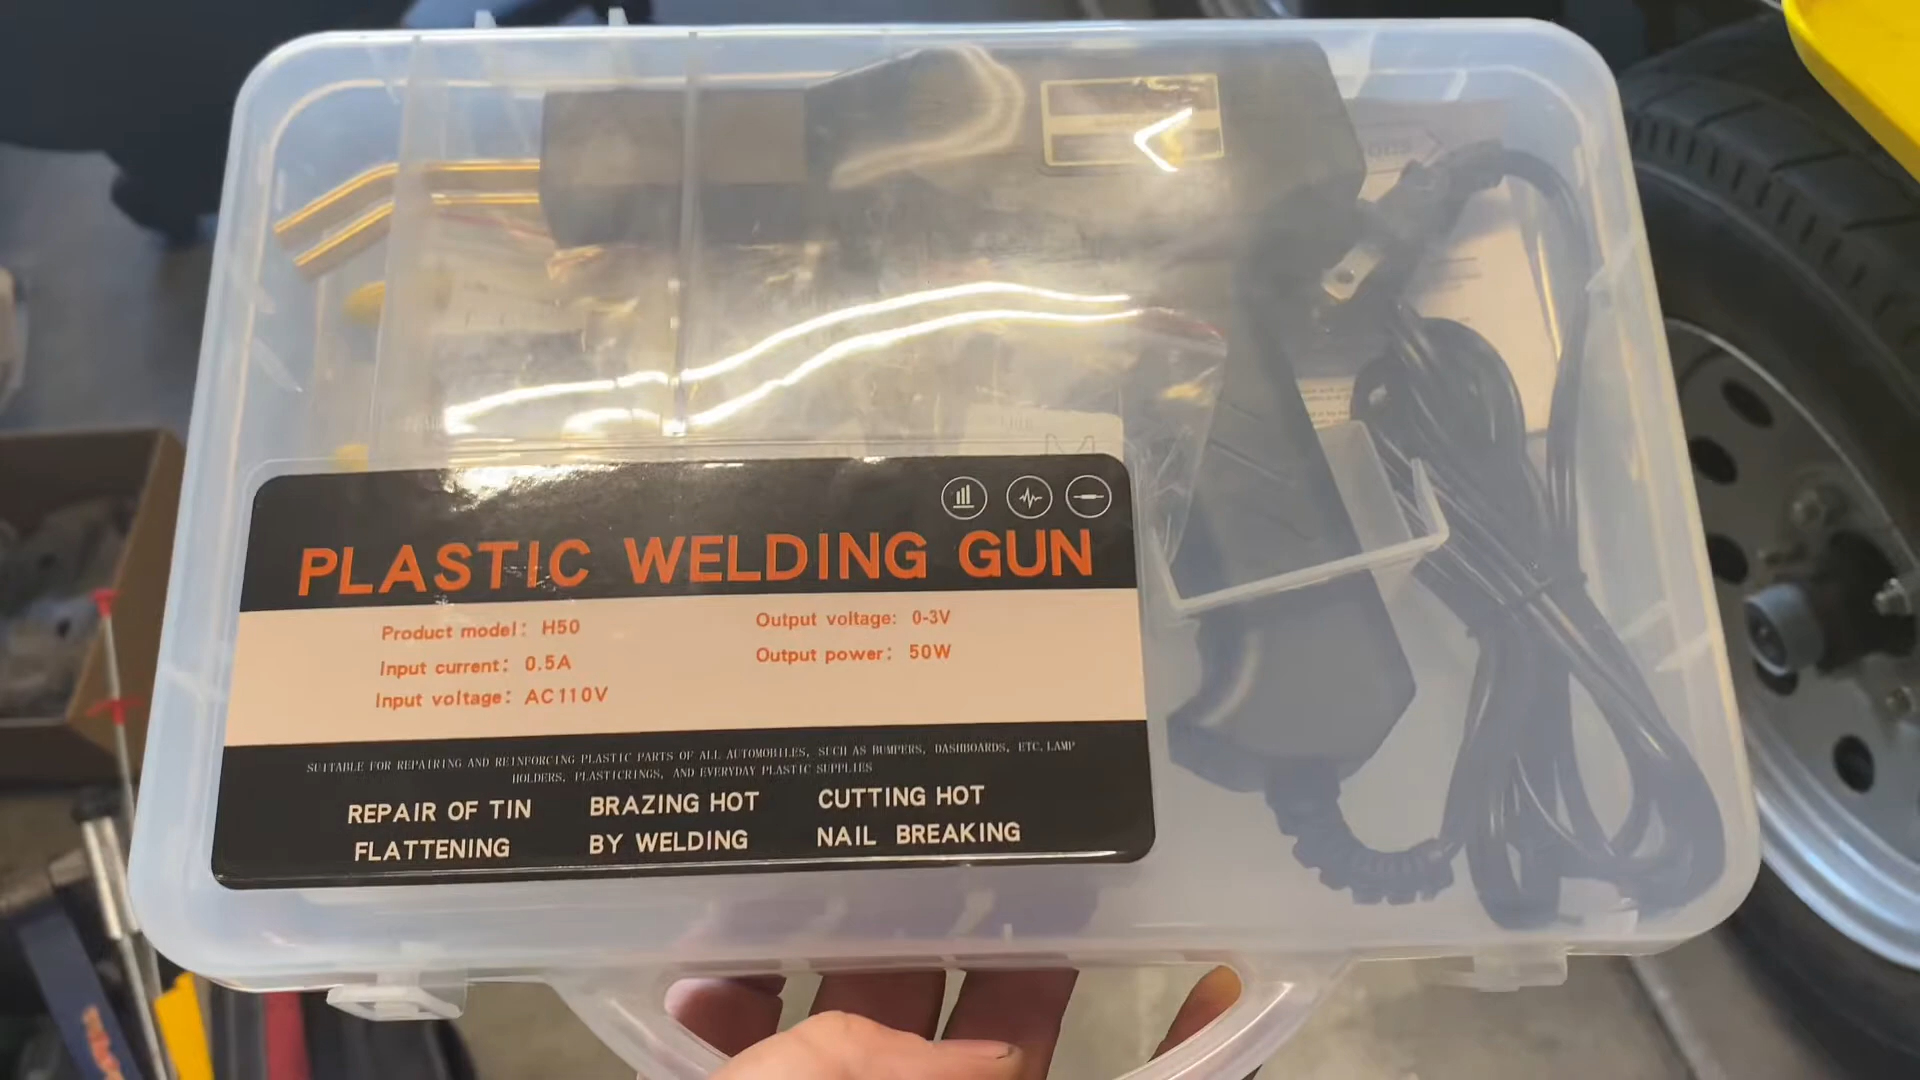 PLASTIC WELDING GUN
Product model: H50
Input current: 0.5A
Input voltage: AC110V
Output voltage: 0-3V
Output power: 50W
SUITABLE FOR REPAIRING AND REINFORCING PLASTIC PARTS OF ALL AUTOMOBILES, SUCH AS BUMPERS, DASHBOARDS, ETC, LAMP
HOLDERS, PLASTICRINGS, AND EVERYDAY PLASTIC SUPPLIES
REPAIR OF TIN
FLATTENING
BRAZING HOT
BY WELDING
CUTTING HOT
NAIL BREAKING